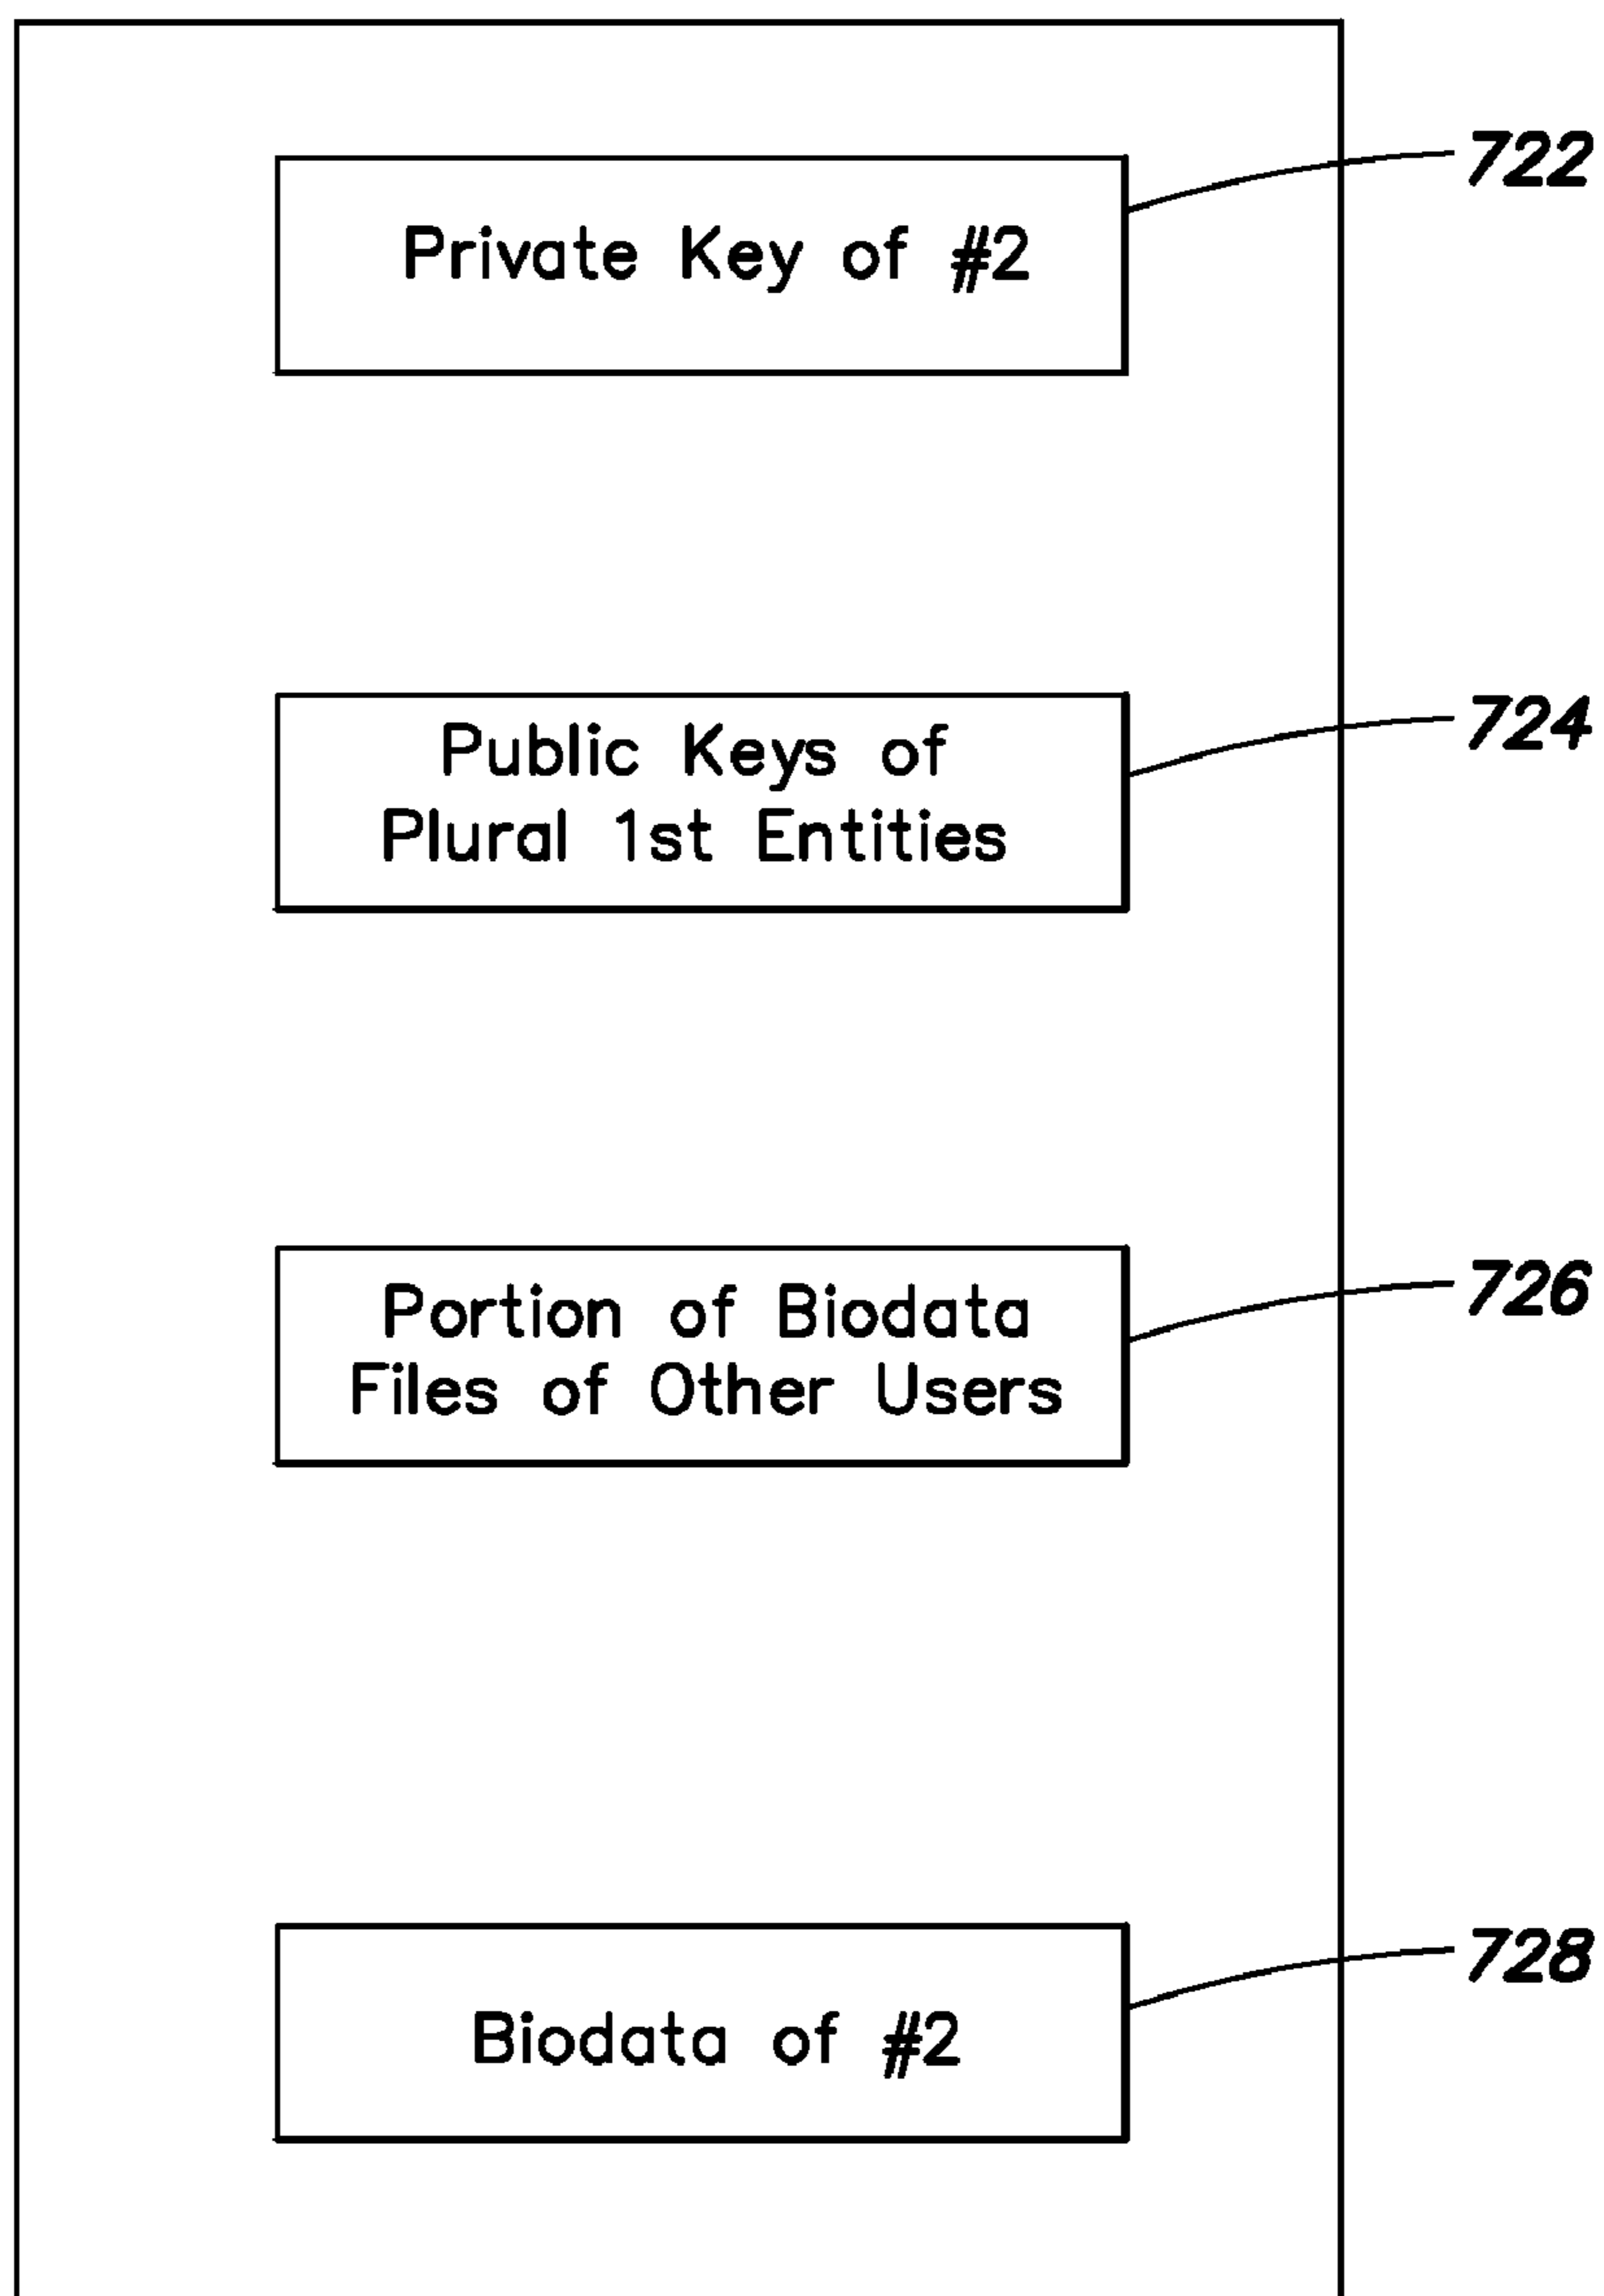 722
Private Key of #2
724
Public Keys of
Plural 1st Entities
726
Portion of Biodata
Files of Other Users
728
Biodata of #2